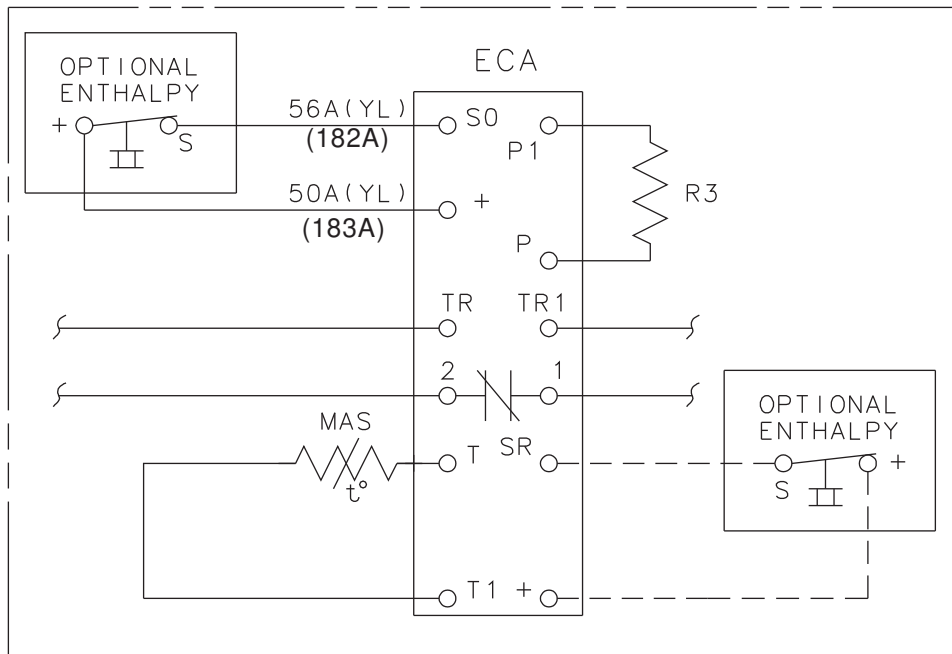 ECA
OPTIONAL
ENTHALPY
+
S
56A(YL)
(182A)
S0
P1
50A(YL)
(183A)
+
R3
P
TR
TR1
2
1
MAS
t°
T
SR
OPTIONAL
ENTHALPY
S
+
T1
+